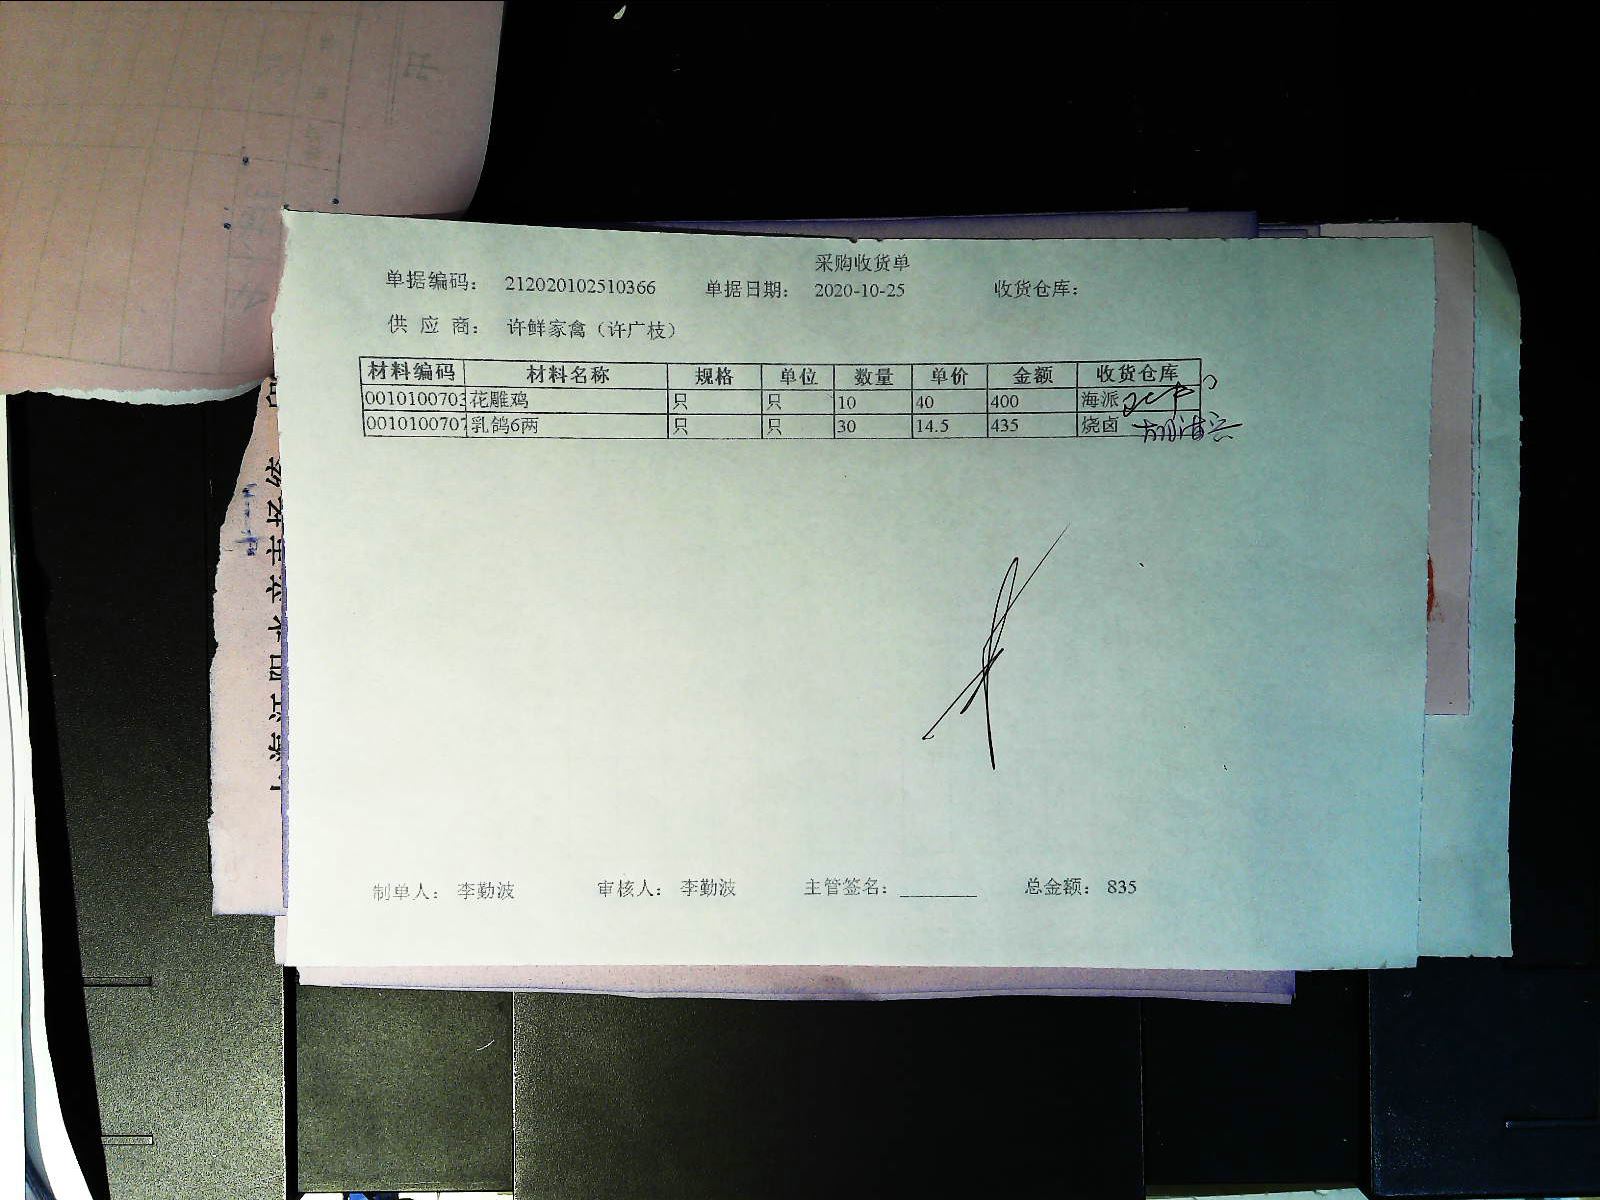 采购收货单
单据编码： 212020102510366 单据日期： 2020-10-25 收货仓库：
供 应 商： 许鲜家禽（许广枝）
材料编码 材料名称 规格 单位 数量 单价 金额 收货仓库
0010100703 花雕鸡 只 只 10 40 400 海派
0010100707 乳鸽6两 只 只 30 14.5 435 烧卤
制单人： 李勤波 审核人： 李勤波 主管签名： 总金额： 835